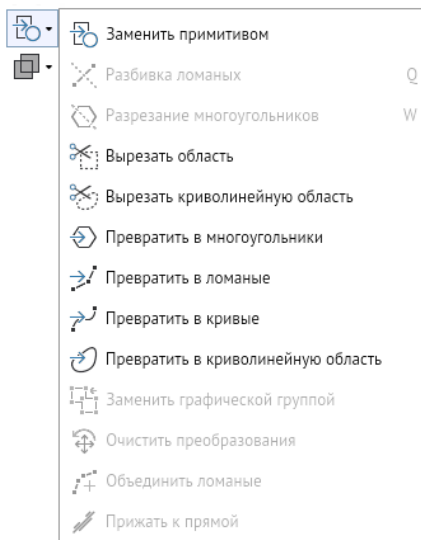 Заменить примитивом
Разбивка ломаных Q
Разрезание многоугольников W
Вырезать область
Вырезать криволинейную область
Превратить в многоугольники
Превратить в ломаные
Превратить в кривые
Превратить в криволинейную область
Заменить графической группой
Очистить преобразования
Объединить ломаные
Прижать к прямой